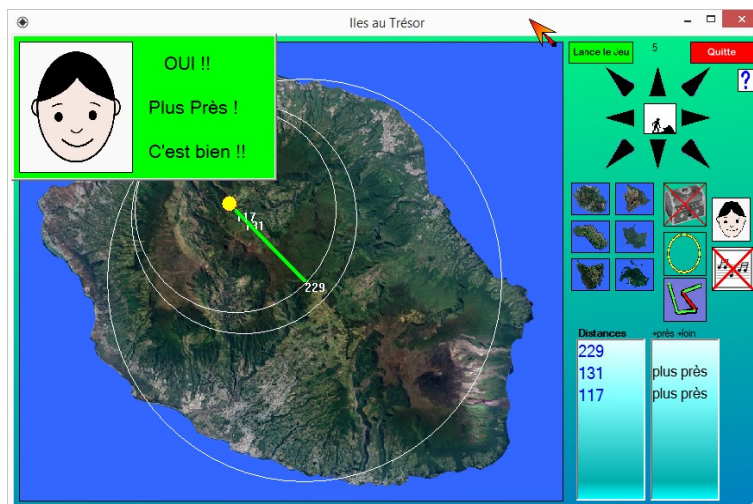 Iles au Trésor
OUI !!
Plus Près !
C'est bien !!
Lance le Jeu
5
Quitte
?
117
131
229
Distances
+près +loin
229
131
plus près
117
plus près